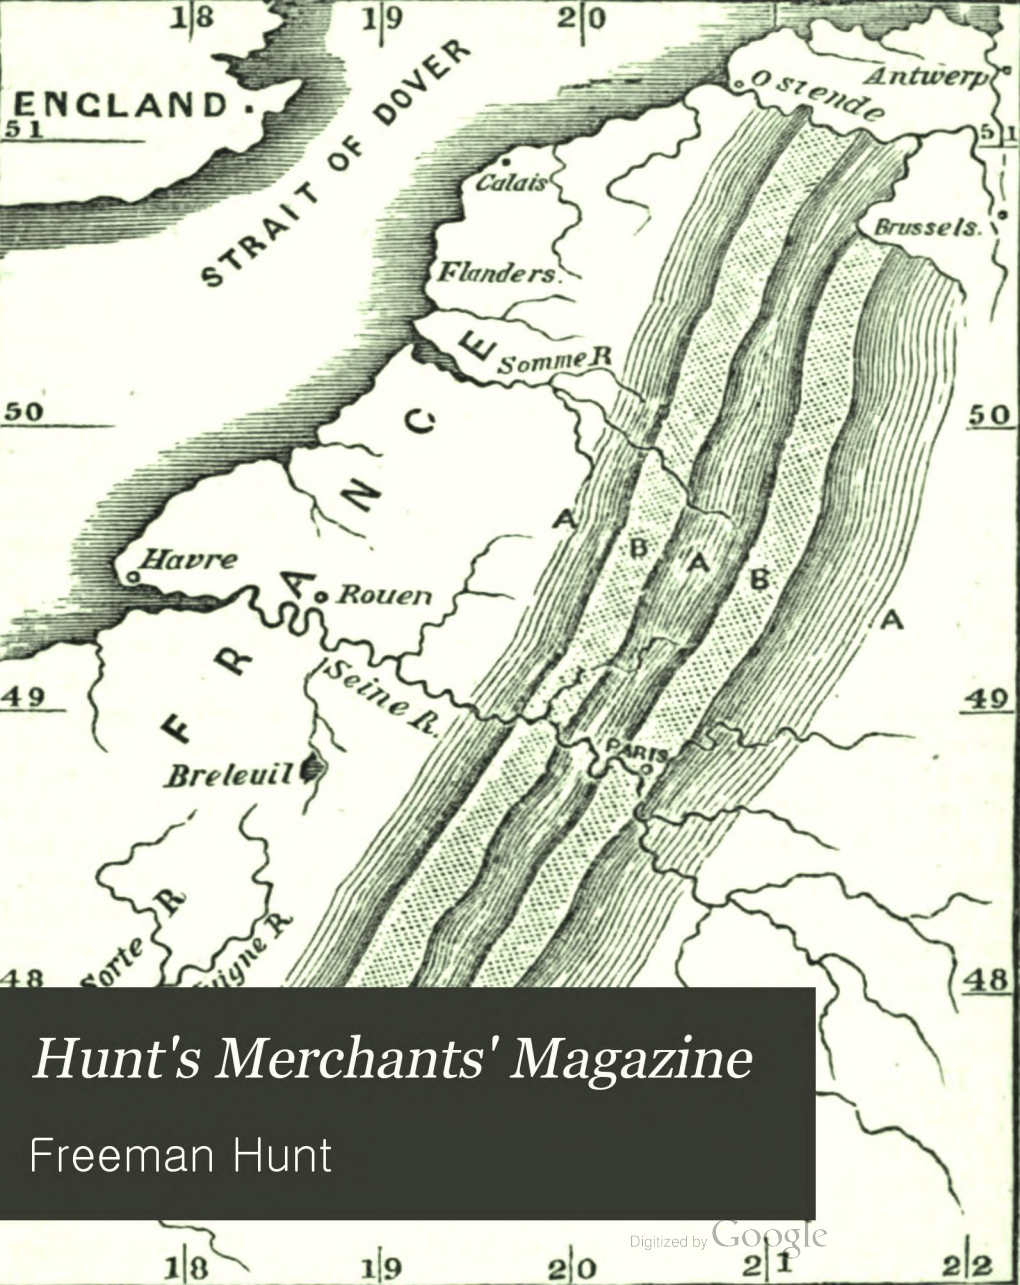 18 19 20
ENGLAND.
51
STRAIT OF DOVER
Ostende
Antwerp
51
Calais
Brussels.
Flanders.
Somme R
50
50
FRANCE
A
B
A
B
A
Havre
Rouen
Seine R.
49
49
PARIS
Breleuil
Sorte R
R
48
48
Hunt's Merchants' Magazine
Freeman Hunt
Digitized by Google
18 19 20 21 22